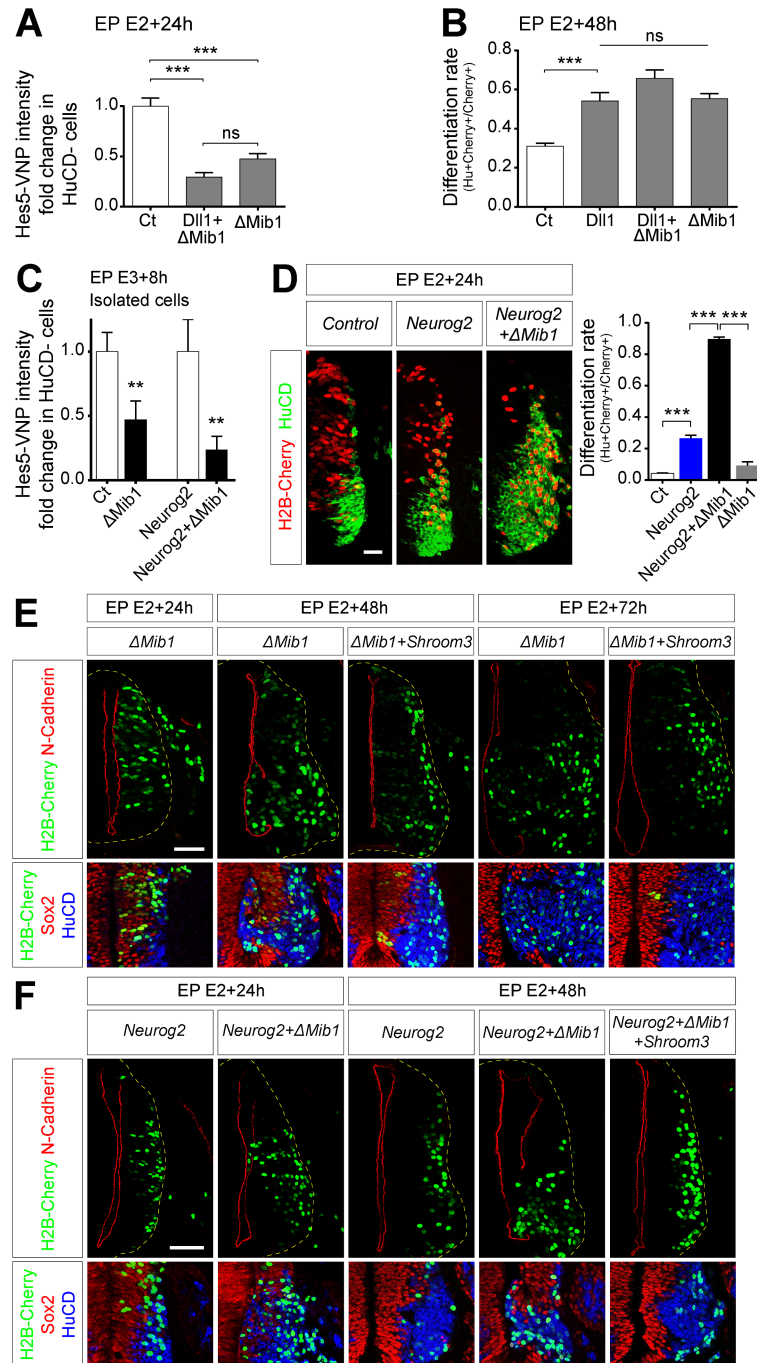 A
EP E2+24h
Hes5-VNP intensity
fold change in
HuCD- cells
***
***
ns
1.0
0.5
0
Ct
Dll1+
ΔMib1
ΔMib1
B
EP E2+48h
Differentiation rate
(Hu+Cherry+/Cherry+)
ns
***
0.8
0.6
0.4
0.2
0
Ct
Dll1
Dll1+
ΔMib1
ΔMib1
C
EP E3+8h
Isolated cells
Hes5-VNP intensity
fold change in HuCD- cells
1.0
0.5
0.0
**
**
Ct
ΔMib1
Neurog2
Neurog2+ΔMib1
D
EP E2+24h
Control
Neurog2
Neurog2
+ΔMib1
H2B-Cherry HuCD
Differentiation rate
(Hu+Cherry+/Cherry+)
*** ***
***
1.0
0.8
0.6
0.4
0.2
0.0
Ct
Neurog2
Neurog2+ΔMib1
ΔMib1
E
EP E2+24h
EP E2+48h
EP E2+72h
ΔMib1
ΔMib1
ΔMib1+Shroom3
ΔMib1
ΔMib1+Shroom3
H2B-Cherry N-Cadherin
H2B-Cherry
Sox2
HuCD
F
EP E2+24h
EP E2+48h
Neurog2
Neurog2+ΔMib1
Neurog2
Neurog2+ΔMib1
Neurog2+ΔMib1
+Shroom3
H2B-Cherry N-Cadherin
H2B-Cherry
Sox2
HuCD